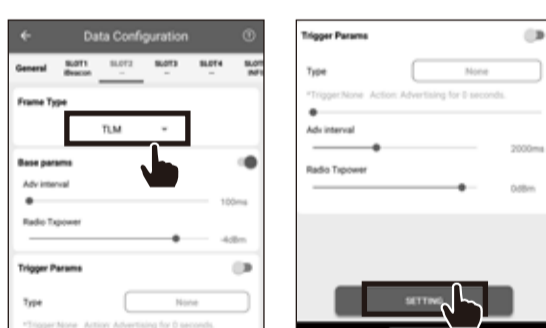 Data Configuration
General SLOT1 SLOT2 SLOT3 SLOT4 SLOT
iBeacon -- -- -- INFO
Frame Type
TLM
Base params
Adv interval
100ms
Radio Txpower
-4dBm
Trigger Params
Type None
*Trigger:None Action: Advertising for 0 seconds.
Trigger Params
Type None
*Trigger:None Action: Advertising for 0 seconds.
Adv interval
2000ms
Radio Txpower
0dBm
SETTING